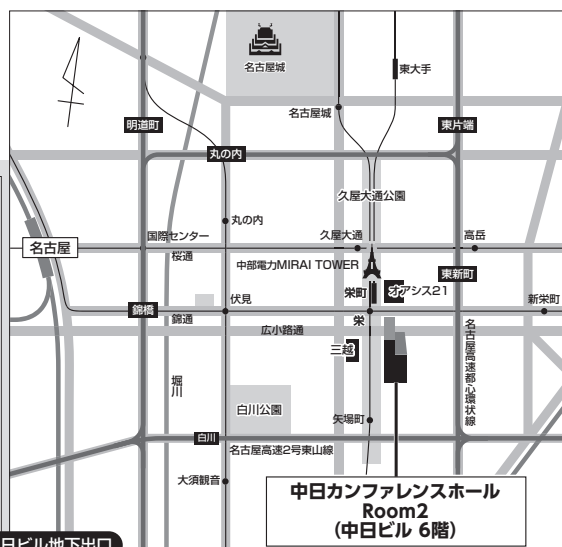 名古屋城
東大手
名古屋城
明道町
東片端
丸の内
久屋大通公園
丸の内
国際センター
久屋大通
高岳
名古屋
桜通
中部電力MIRAI TOWER
東新町
栄町
オアシス21
錦橋
伏見
栄
新栄町
錦通
広小路通
三越
堀川
名古屋高速都心環状線
白川公園
矢場町
白川
名古屋高速2号東山線
大須観音
中日カンファレンスホール
Room2
(中日ビル 6階)
日ビル地下出口